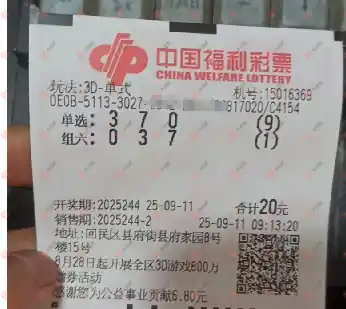 中国福利彩票
CHINA WELFARE LOTTERY
玩法:3D-单式
机号:15016369
0E0B-5113-3027- 817020/C4154
单选: 3 7 0 (9)
组六: 0 3 7 (1)
开奖期:2025244 25-09-11 合计20元
销售期:2025244-2 25-09-11 09:13:20
地址:回民区县府街县府家园8号
楼15号
8月28日起开展全区3D游戏800万
赠券活动
感谢您为公益事业贡献6.80元